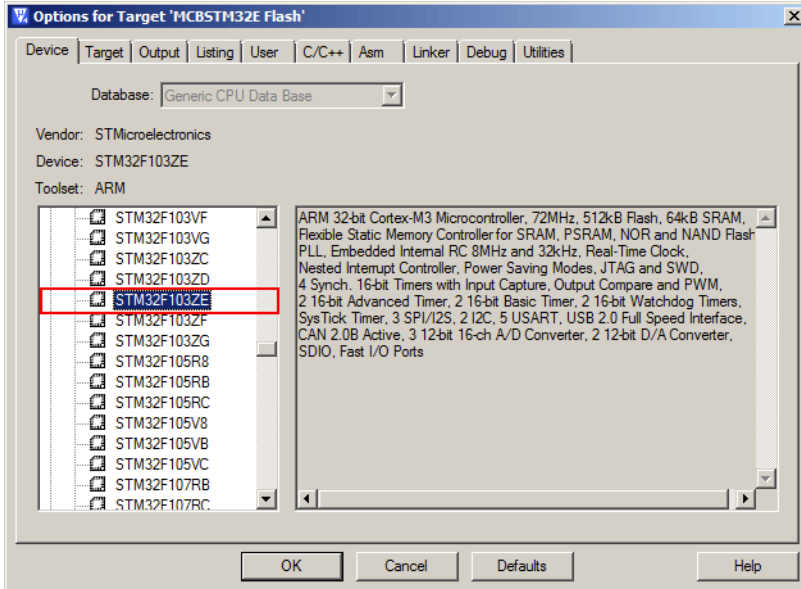 Options for Target 'MCBSTM32E Flash'
Device Target Output Listing User C/C++ Asm Linker Debug Utilities
Database: Generic CPU Data Base
Vendor: STMicroelectronics
Device: STM32F103ZE
Toolset: ARM
STM32F103VF
STM32F103VG
STM32F103ZC
STM32F103ZD
STM32F103ZE
STM32F103ZF
STM32F103ZG
STM32F105R8
STM32F105RB
STM32F105RC
STM32F105V8
STM32F105VB
STM32F105VC
STM32F107RB
STM32F107RC
ARM 32-bit Cortex-M3 Microcontroller, 72MHz, 512kB Flash, 64kB SRAM,
Flexible Static Memory Controller for SRAM, PSRAM, NOR and NAND Flash
PLL, Embedded Internal RC 8MHz and 32kHz, Real-Time Clock,
Nested Interrupt Controller, Power Saving Modes, JTAG and SWD,
4 Synch. 16-bit Timers with Input Capture, Output Compare and PWM,
2 16-bit Advanced Timer, 2 16-bit Basic Timer, 2 16-bit Watchdog Timers,
SysTick Timer, 3 SPI/I2S, 2 I2C, 5 USART, USB 2.0 Full Speed Interface,
CAN 2.0B Active, 3 12-bit 16-ch A/D Converter, 2 12-bit D/A Converter,
SDIO, Fast I/O Ports
OK Cancel Defaults Help